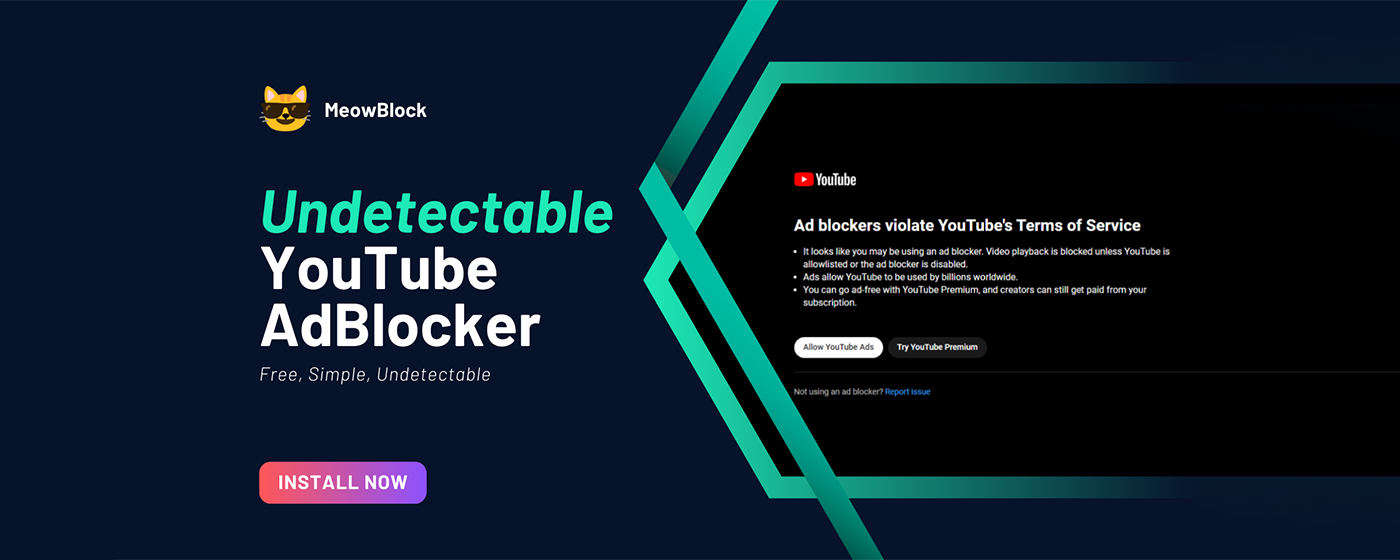 MeowBlock
Undetectable
YouTube
AdBlocker
Free, Simple, Undetectable
INSTALL NOW
YouTube
Ad blockers violate YouTube's Terms of Service
• It looks like you may be using an ad blocker. Video playback is blocked unless YouTube is
allowlisted or the ad blocker is disabled.
• Ads allow YouTube to be used by billions worldwide.
• You can go ad-free with YouTube Premium, and creators can still get paid from your
subscription.
Allow YouTube Ads
Try YouTube Premium
Not using an ad blocker? Report issue